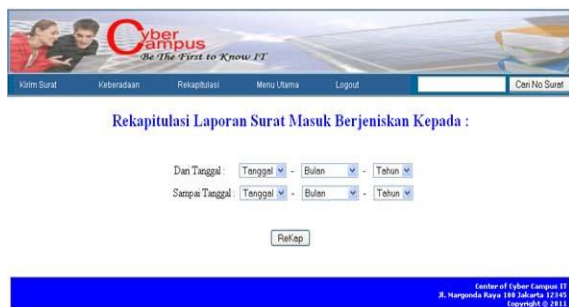 Cyber
Campus
Be The First to Know IT
Kirim Surat Keberadaan Rekapitulasi Menu Utama Logout Cari No Surat
Rekapitulasi Laporan Surat Masuk Berjeniskan Kepada :
Dari Tanggal : Tanggal - Bulan - Tahun
Sampai Tanggal : Tanggal - Bulan - Tahun
ReKap
Center of Cyber Campus IT
Jl. Margonda Raya 100 Jakarta 12345
Copyright © 2011